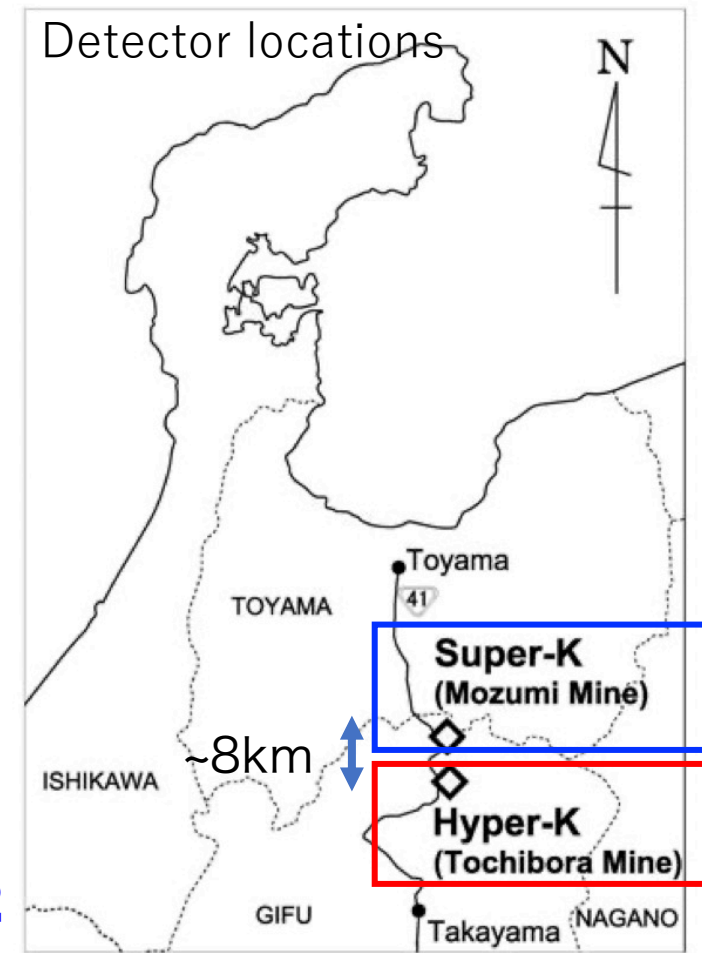 Detector locations
N
Toyama
41
TOYAMA
Super-K
(Mozumi Mine)
~8km
ISHIKAWA
Hyper-K
(Tochibora Mine)
GIFU
NAGANO
Takayama